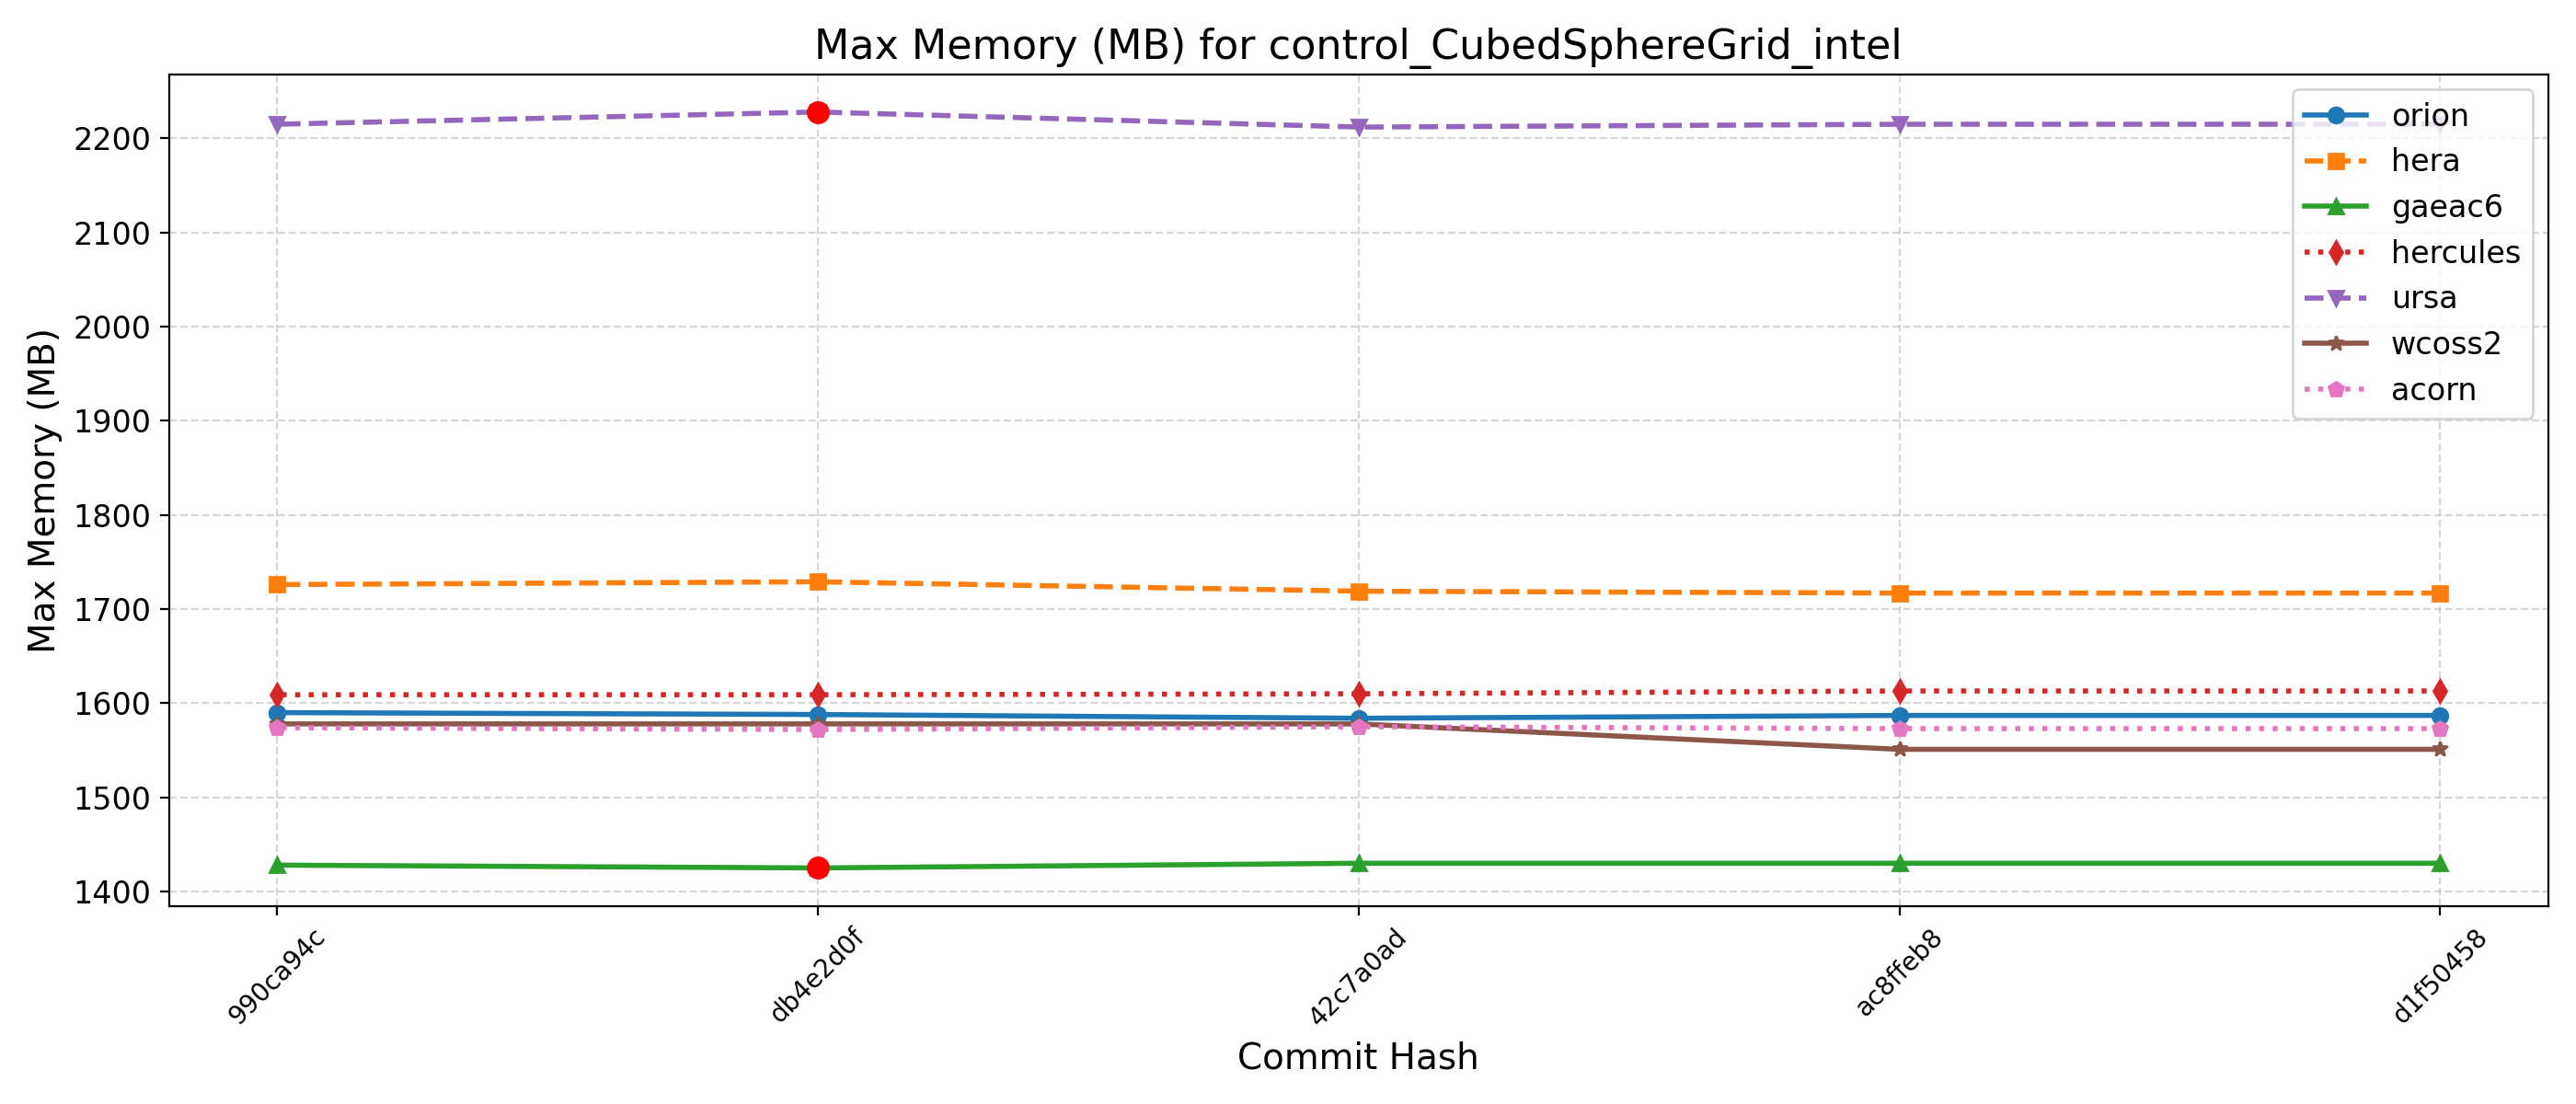 Max Memory (MB) for control_CubedSphereGrid_intel
Max Memory (MB)
2200
2100
2000
1900
1800
1700
1600
1500
1400
orion
hera
gaeac6
hercules
ursa
wcoss2
acorn
990ca94c
db4e2d0f
42c7a0ad
ac8ffeb8
d1f50458
Commit Hash